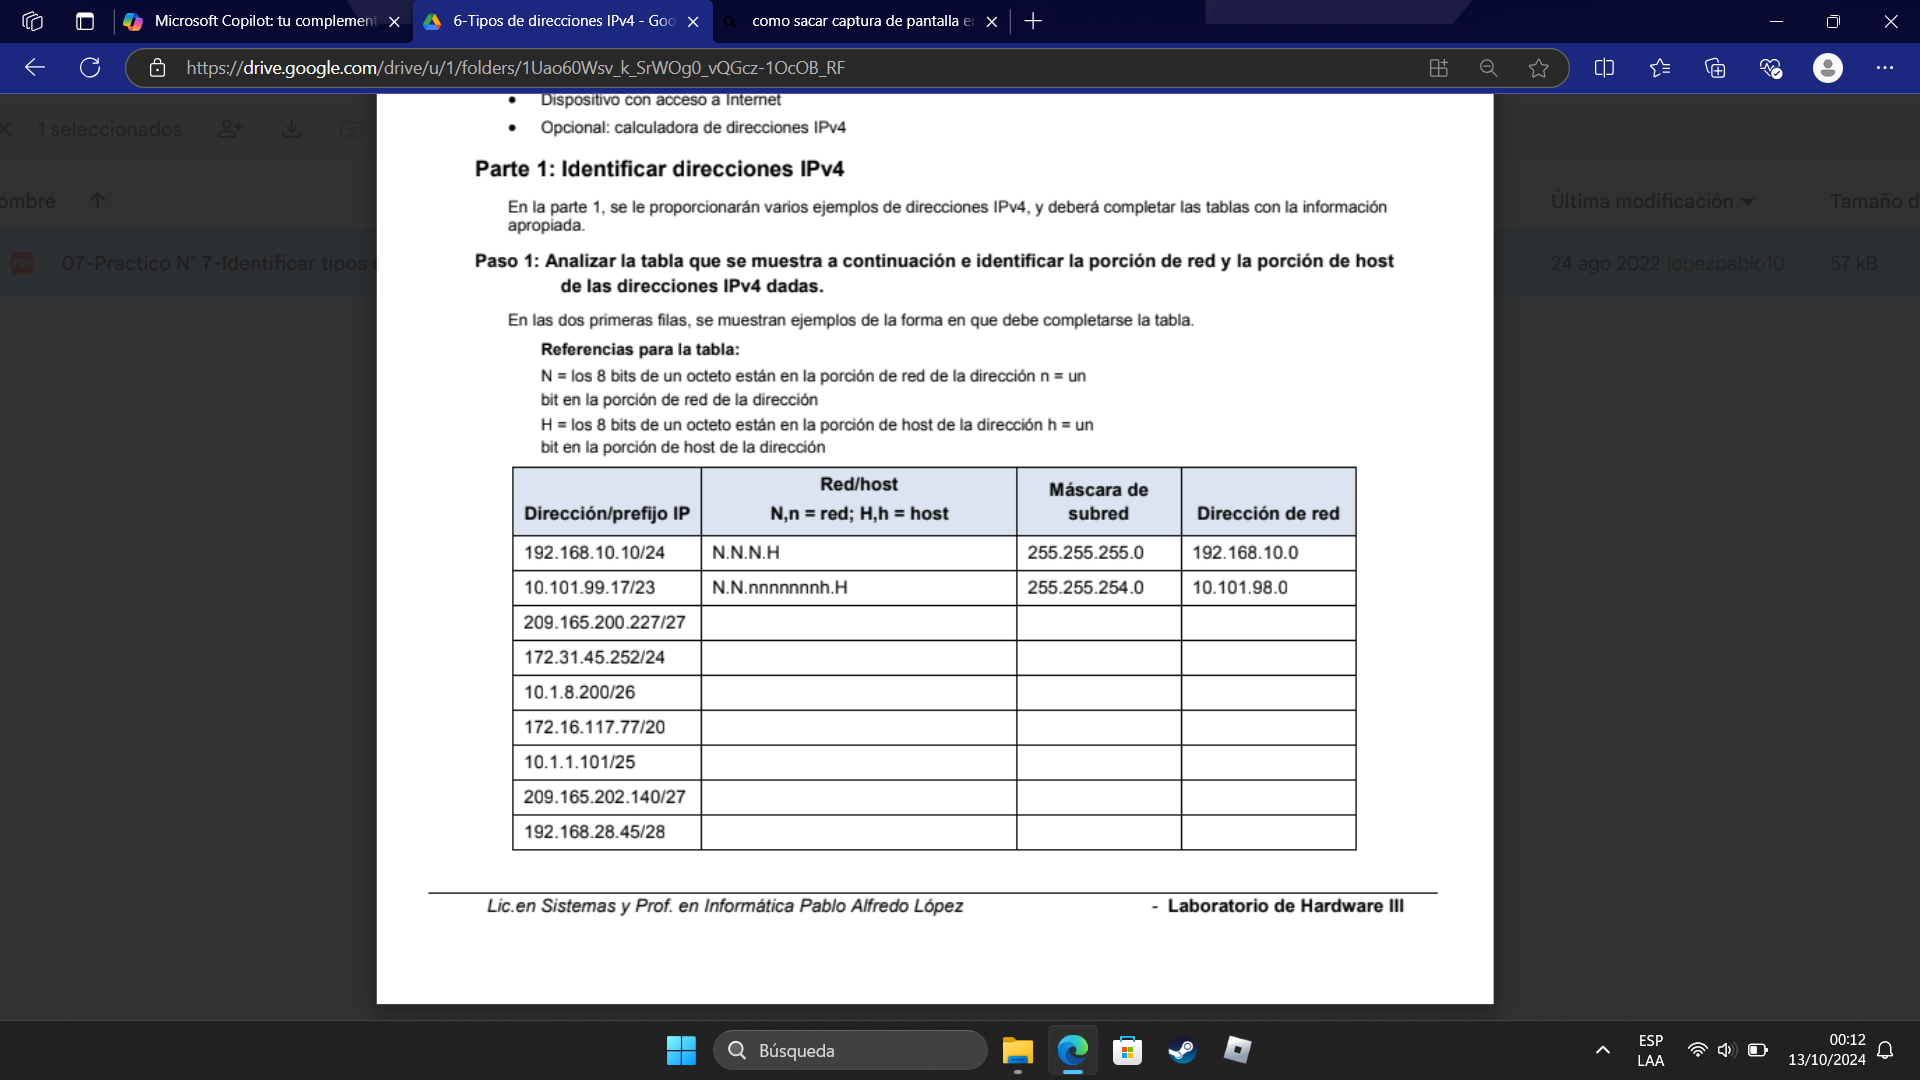 Microsoft Copilot: tu complement
6-Tipos de direcciones IPv4 - Goo
como sacar captura de pantalla e
https://drive.google.com/drive/u/1/folders/1Uao60Wsv_k_SrWOg0_vQGcz-1OcOB_RF
1 seleccionados
ombre
Última modificación
Tamaño d
07-Practico N° 7-Identificar tipos
24 ago 2022 lopezpablo10
57 kB
• Dispositivo con acceso a Internet
• Opcional: calculadora de direcciones IPv4
Parte 1: Identificar direcciones IPv4
En la parte 1, se le proporcionarán varios ejemplos de direcciones IPv4, y deberá completar las tablas con la información
apropiada.
Paso 1: Analizar la tabla que se muestra a continuación e identificar la porción de red y la porción de host
de las direcciones IPv4 dadas.
En las dos primeras filas, se muestran ejemplos de la forma en que debe completarse la tabla.
Referencias para la tabla:
N = los 8 bits de un octeto están en la porción de red de la dirección n = un
bit en la porción de red de la dirección
H = los 8 bits de un octeto están en la porción de host de la dirección h = un
bit en la porción de host de la dirección
Dirección/prefijo IP
Red/host
N,n = red; H,h = host
Máscara de
subred
Dirección de red
192.168.10.10/24 N.N.N.H 255.255.255.0 192.168.10.0
10.101.99.17/23 N.N.nnnnnnnh.H 255.255.254.0 10.101.98.0
209.165.200.227/27
172.31.45.252/24
10.1.8.200/26
172.16.117.77/20
10.1.1.101/25
209.165.202.140/27
192.168.28.45/28
Lic.en Sistemas y Prof. en Informática Pablo Alfredo López - Laboratorio de Hardware III
Búsqueda
ESP
LAA
00:12
13/10/2024